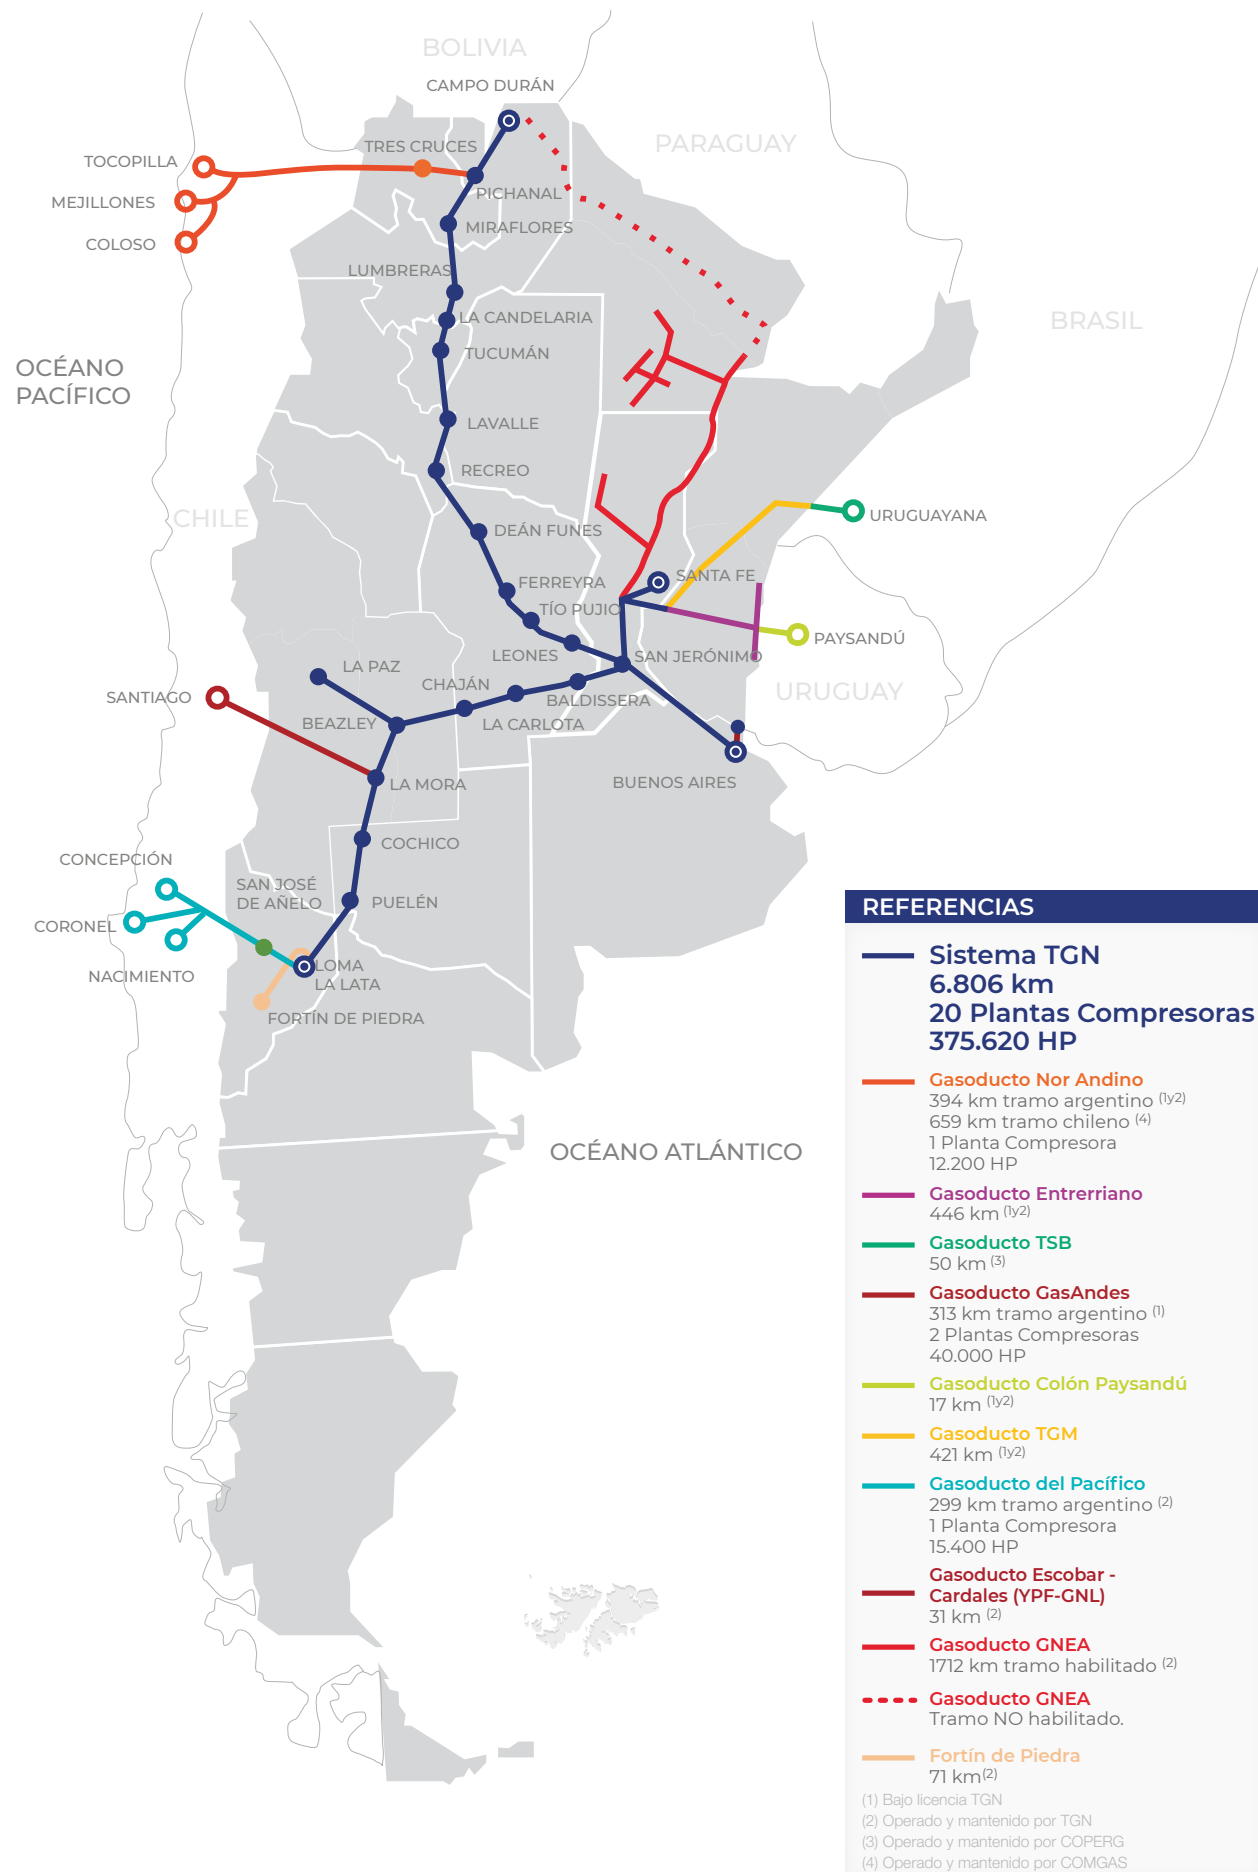 BOLIVIA
CAMPO DURÁN
PARAGUAY
TRES CRUCES
TOCOPILLA
PICHANAL
MEJILLONES
MIRAFLORES
COLOSO
LUMBRERAS
LA CANDELARIA
BRASIL
TUCUMÁN
OCÉANO
PACÍFICO
LAVALLE
RECREO
CHILE
URUGUAYANA
DEÁN FUNES
SANTA FE
FERREYRA
TÍO PUJIO
PAYSANDÚ
LEONES
SAN JERÓNIMO
LA PAZ
CHAJÁN
URUGUAY
SANTIAGO
BALDISSERA
BEAZLEY
LA CARLOTA
BUENOS AIRES
LA MORA
COCHICO
CONCEPCIÓN
SAN JOSÉ
DE AÑELO
PUELÉN
CORONEL
LOMA
LA LATA
NACIMIENTO
FORTÍN DE PIEDRA
OCÉANO ATLÁNTICO
REFERENCIAS
Sistema TGN
6.806 km
20 Plantas Compresoras
375.620 HP
Gasoducto Nor Andino
394 km tramo argentino (1y2)
659 km tramo chileno (4)
1 Planta Compresora
12.200 HP
Gasoducto Entrerriano
446 km (1y2)
Gasoducto TSB
50 km (3)
Gasoducto GasAndes
313 km tramo argentino (1)
2 Plantas Compresoras
40.000 HP
Gasoducto Colón Paysandú
17 km (1y2)
Gasoducto TGM
421 km (1y2)
Gasoducto del Pacífico
299 km tramo argentino (2)
1 Planta Compresora
15.400 HP
Gasoducto Escobar -
Cardales (YPF-GNL)
31 km (2)
Gasoducto GNEA
1712 km tramo habilitado (2)
Gasoducto GNEA
Tramo NO habilitado.
Fortín de Piedra
71 km(2)
(1) Bajo licencia TGN
(2) Operado y mantenido por TGN
(3) Operado y mantenido por COPERG
(4) Operado y mantenido por COMGAS